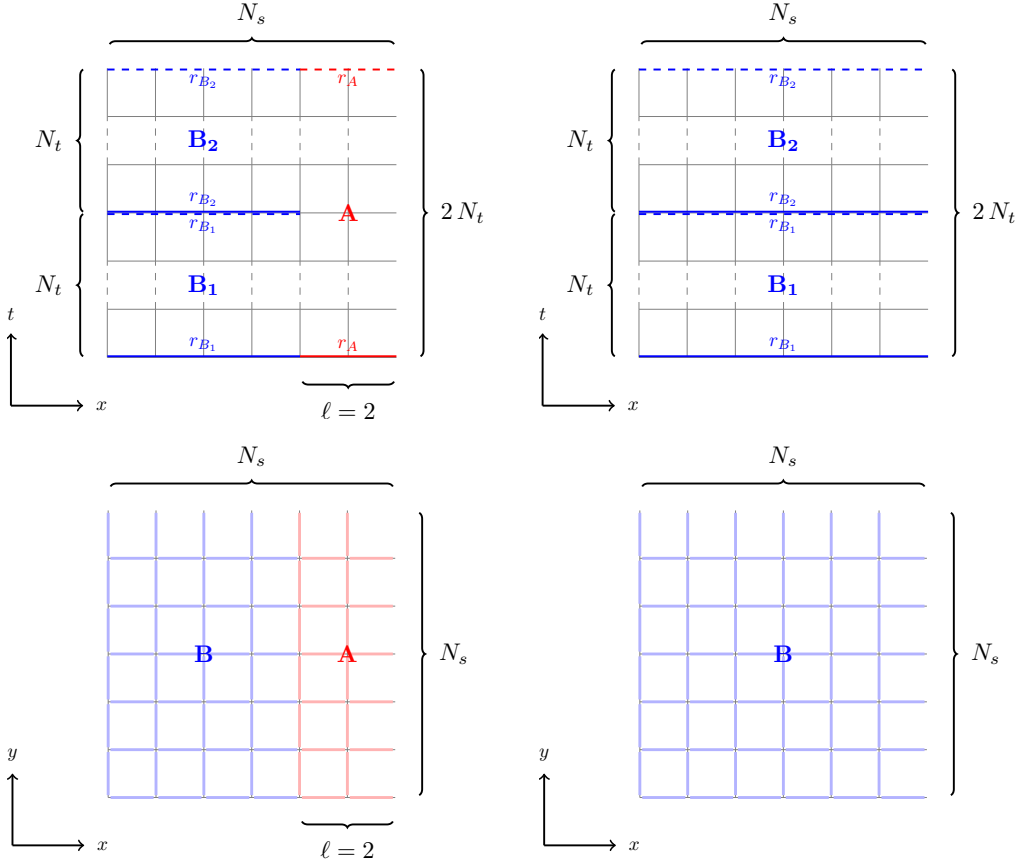 N_s
r_{B_2} r_A
N_t B_2
r_{B_2} A 2 N_t
r_{B_1}
N_t B_1
t
r_{B_1} r_A
x ℓ = 2
N_s
r_{B_2}
N_t B_2
r_{B_2} 2 N_t
r_{B_1}
N_t B_1
t
r_{B_1}
x
N_s
B A N_s
y
x ℓ = 2
N_s
B N_s
y
x